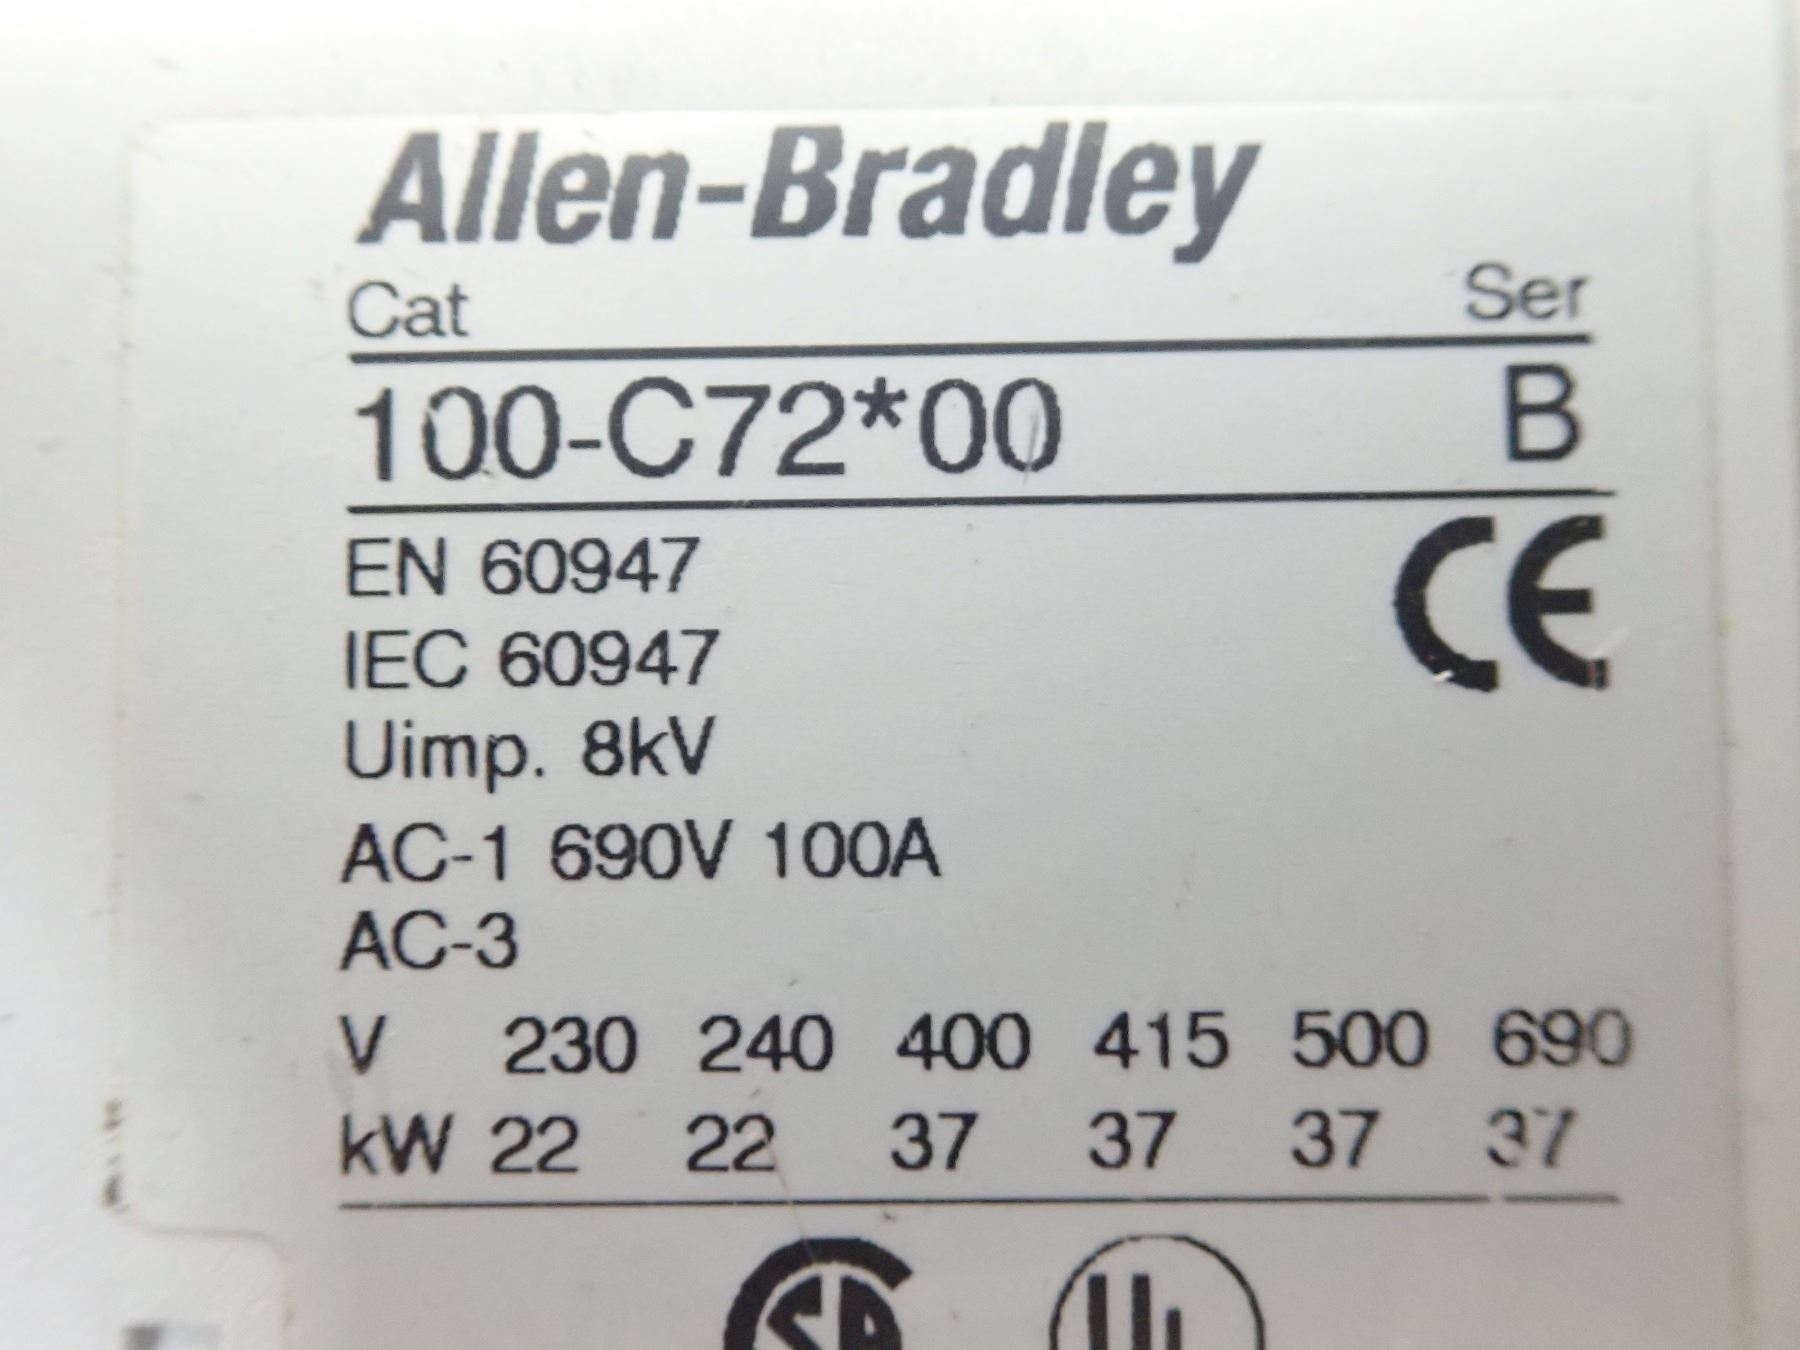 Allen-Bradley
Cat Ser
100-C72*00 B
EN 60947 CE
IEC 60947
Uimp. 8kV
AC-1 690V 100A
AC-3
V 230 240 400 415 500 690
kW 22 22 37 37 37 37
UL